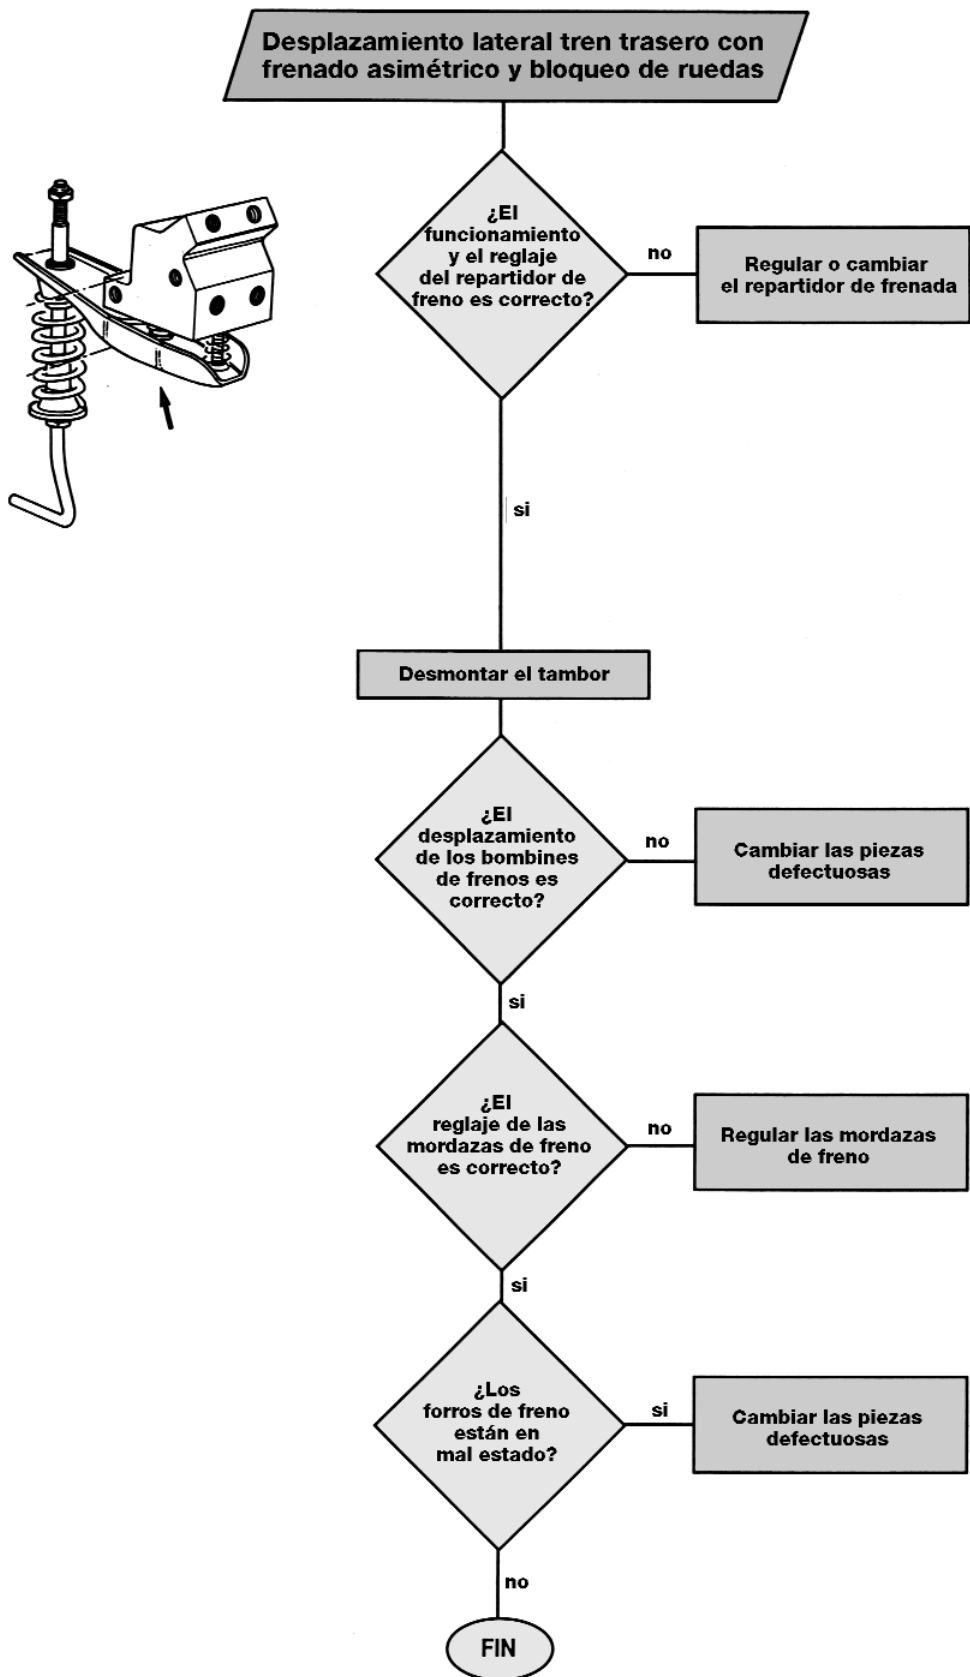 Desplazamiento lateral tren trasero con
frenado asimétrico y bloqueo de ruedas
¿El
funcionamiento
y el reglaje
del repartidor de
freno es correcto?
no
Regular o cambiar
el repartidor de frenada
si
Desmontar el tambor
¿El
desplazamiento
de los bombines
de frenos es
correcto?
no
Cambiar las piezas
defectuosas
si
¿El
reglaje de las
mordazas de freno
es correcto?
no
Regular las mordazas
de freno
si
¿Los
forros de freno
están en
mal estado?
si
Cambiar las piezas
defectuosas
no
FIN